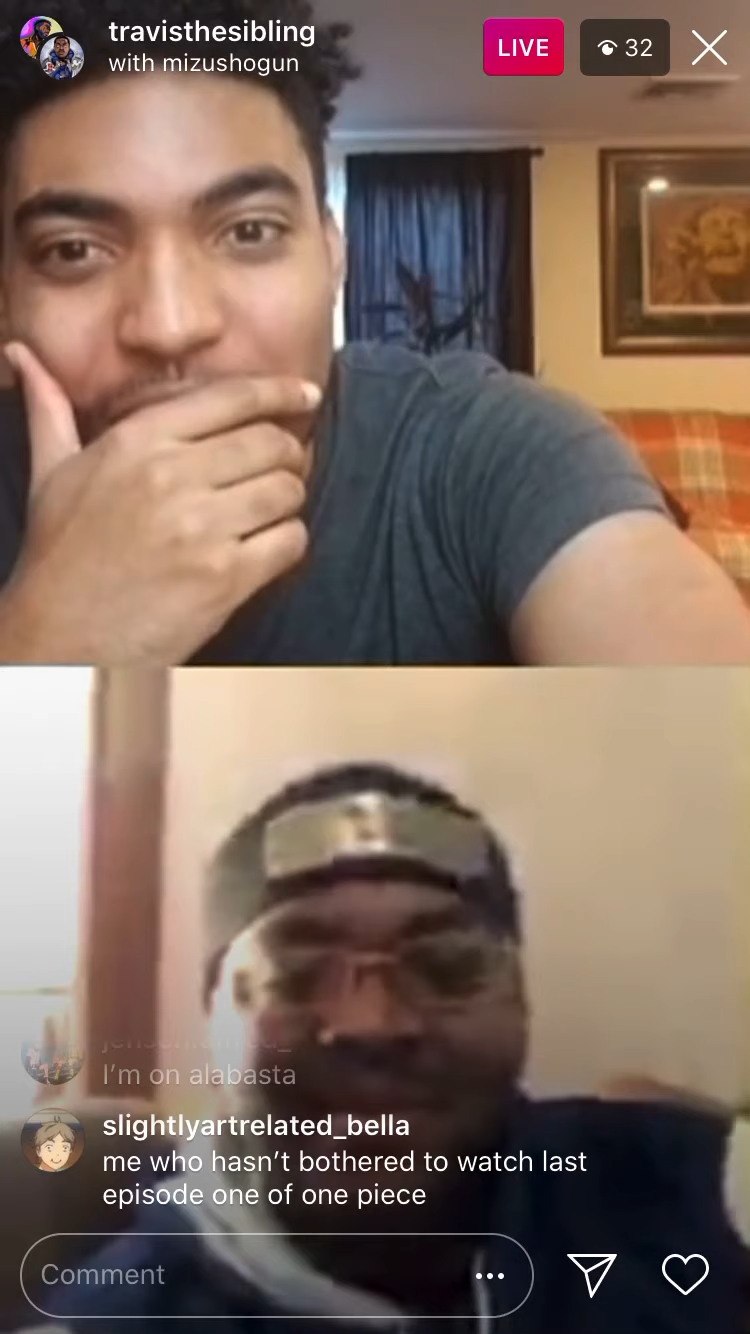 travisthesibling
with mizushogun
LIVE
32
I’m on alabasta
slightlyartrelated_bella
me who hasn’t bothered to watch last
episode one of one piece
Comment